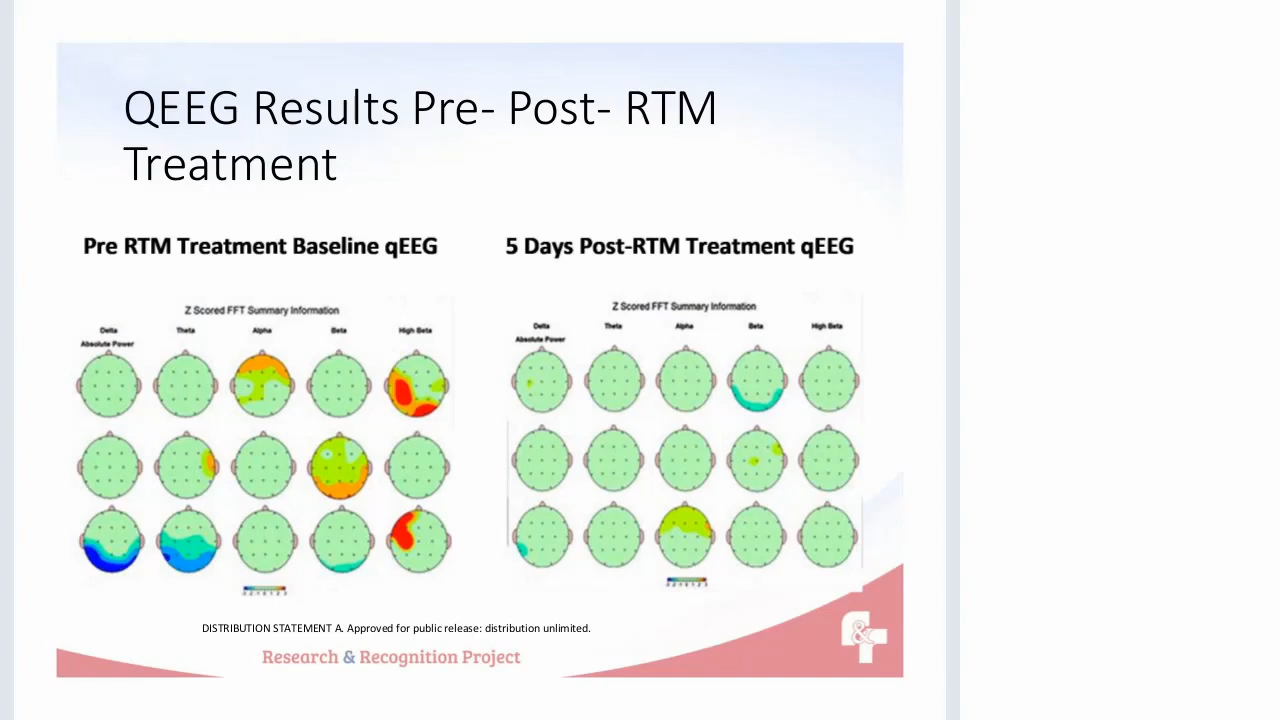 QEEG Results Pre- Post- RTM
Treatment
Pre RTM Treatment Baseline qEEG
5 Days Post-RTM Treatment qEEG
Z Scored FFT Summary Information
Delta Theta Alpha Beta High Beta
Absolute Power
Z Scored FFT Summary Information
Delta Theta Alpha Beta High Beta
Absolute Power
DISTRIBUTION STATEMENT A. Approved for public release: distribution unlimited.
Research & Recognition Project
&